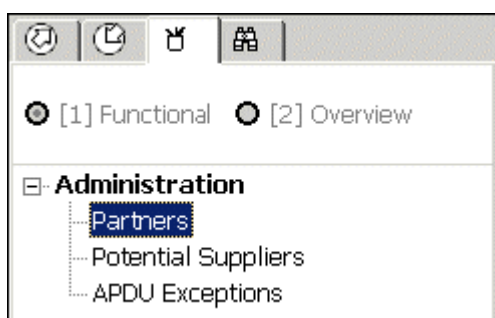 [1] Functional [2] Overview
Administration
Partners
Potential Suppliers
APDU Exceptions